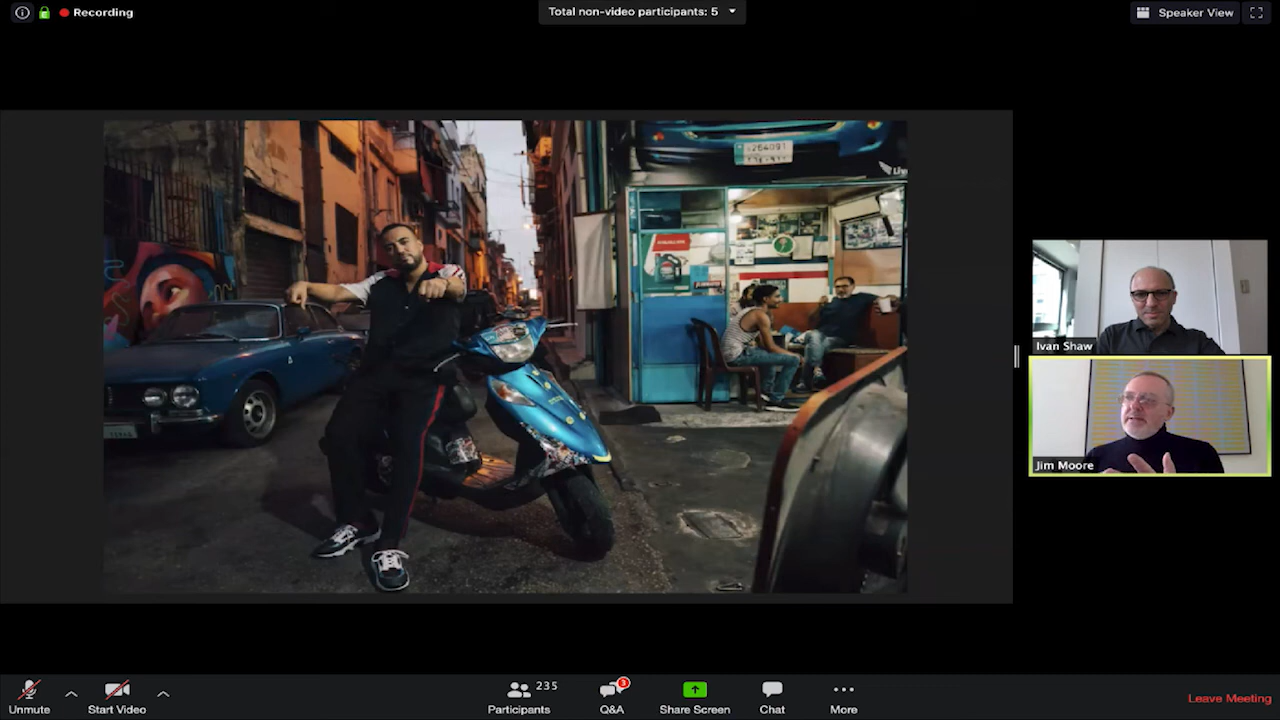 Recording
Total non-video participants: 5
Speaker View
264091
Ivan Shaw
Jim Moore
Unmute
Start Video
Participants
235
Q&A
3
Share Screen
Chat
More
Leave Meeting